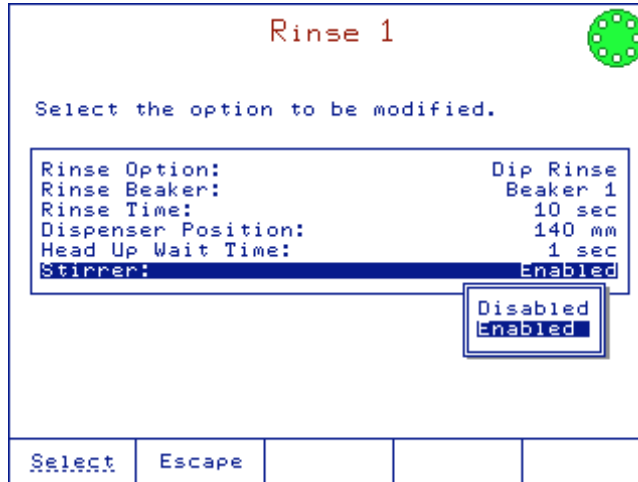 Rinse 1
Select the option to be modified.
Rinse Option: Dip Rinse
Rinse Beaker: Beaker 1
Rinse Time: 10 sec
Dispenser Position: 140 mm
Head Up Wait Time: 1 sec
Stirrer: Enabled
Disabled
Enabled
Select Escape